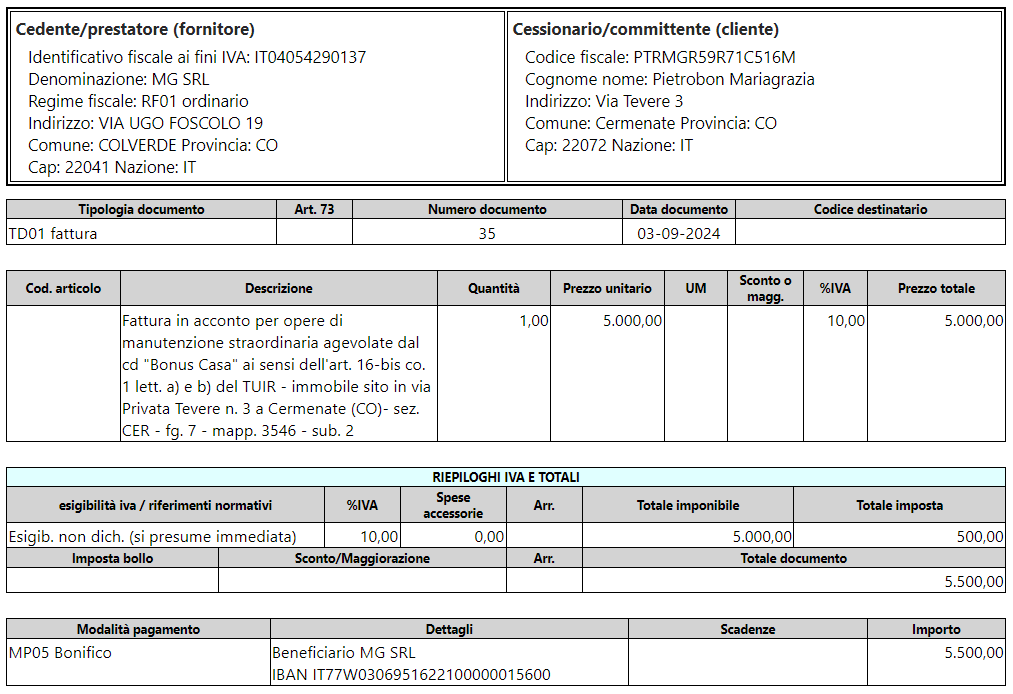 Cedente/prestatore (fornitore)
Identificativo fiscale ai fini IVA: IT04054290137
Denominazione: MG SRL
Regime fiscale: RF01 ordinario
Indirizzo: VIA UGO FOSCOLO 19
Comune: COLVERDE Provincia: CO
Cap: 22041 Nazione: IT
Cessionario/committente (cliente)
Codice fiscale: PTRMGR59R71C516M
Cognome nome: Pietrobon Mariagrazia
Indirizzo: Via Tevere 3
Comune: Cermenate Provincia: CO
Cap: 22072 Nazione: IT
Tipologia documento Art. 73 Numero documento Data documento Codice destinatario
TD01 fattura 35 03-09-2024
Cod. articolo Descrizione Quantità Prezzo unitario UM Sconto o magg. %IVA Prezzo totale
Fattura in acconto per opere di 1,00 5.000,00 10,00 5.000,00
manutenzione straordinaria agevolate dal
cd "Bonus Casa" ai sensi dell'art. 16-bis co.
1 lett. a) e b) del TUIR - immobile sito in via
Privata Tevere n. 3 a Cermenate (CO)- sez.
CER - fg. 7 - mapp. 3546 - sub. 2
RIEPILOGHI IVA E TOTALI
esigibilità iva / riferimenti normativi %IVA Spese accessorie Arr. Totale imponibile Totale imposta
Esigib. non dich. (si presume immediata) 10,00 0,00 5.000,00 500,00
Imposta bollo Sconto/Maggiorazione Arr. Totale documento
5.500,00
Modalità pagamento Dettagli Scadenze Importo
MP05 Bonifico Beneficiario MG SRL 5.500,00
IBAN IT77W0306951622100000015600